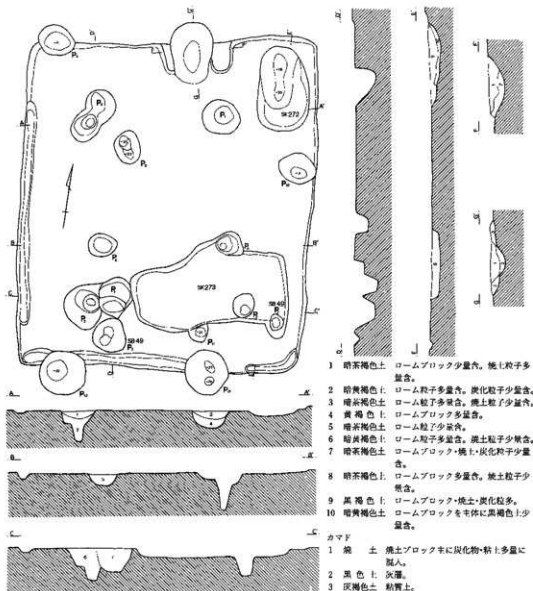 SK272
SK273
SB49
SB49
A
A'
B
B'
C
C'
1 暗茶褐色土 ロームブロック少量含。焼土粒子多
量含。
2 暗黄褐色土 ローム粒子多量含。炭化粒子少量含。
3 暗茶褐色土 ローム粒子多量含。焼土粒子少量含。
4 黄褐色土 ロームブロック多量含。
5 暗茶褐色土 ローム粒子少量含。
6 暗黄褐色土 ローム粒子多量含。焼土粒子少量含。
7 暗茶褐色土 ロームブロック・焼土・炭化粒子少量
含。
8 暗茶褐色土 ロームブロック多量含。焼土粒子少
量含。
9 黒褐色土 ロームブロック・焼土・炭化粒多。
10 暗黄褐色土 ロームブロックを主体に黒褐色土少
量含。
カマド
1 焼土 焼土ブロック主に炭化物・粘土多量に
混入。
2 黒色土 灰層。
3 灰褐色土 粘質土。